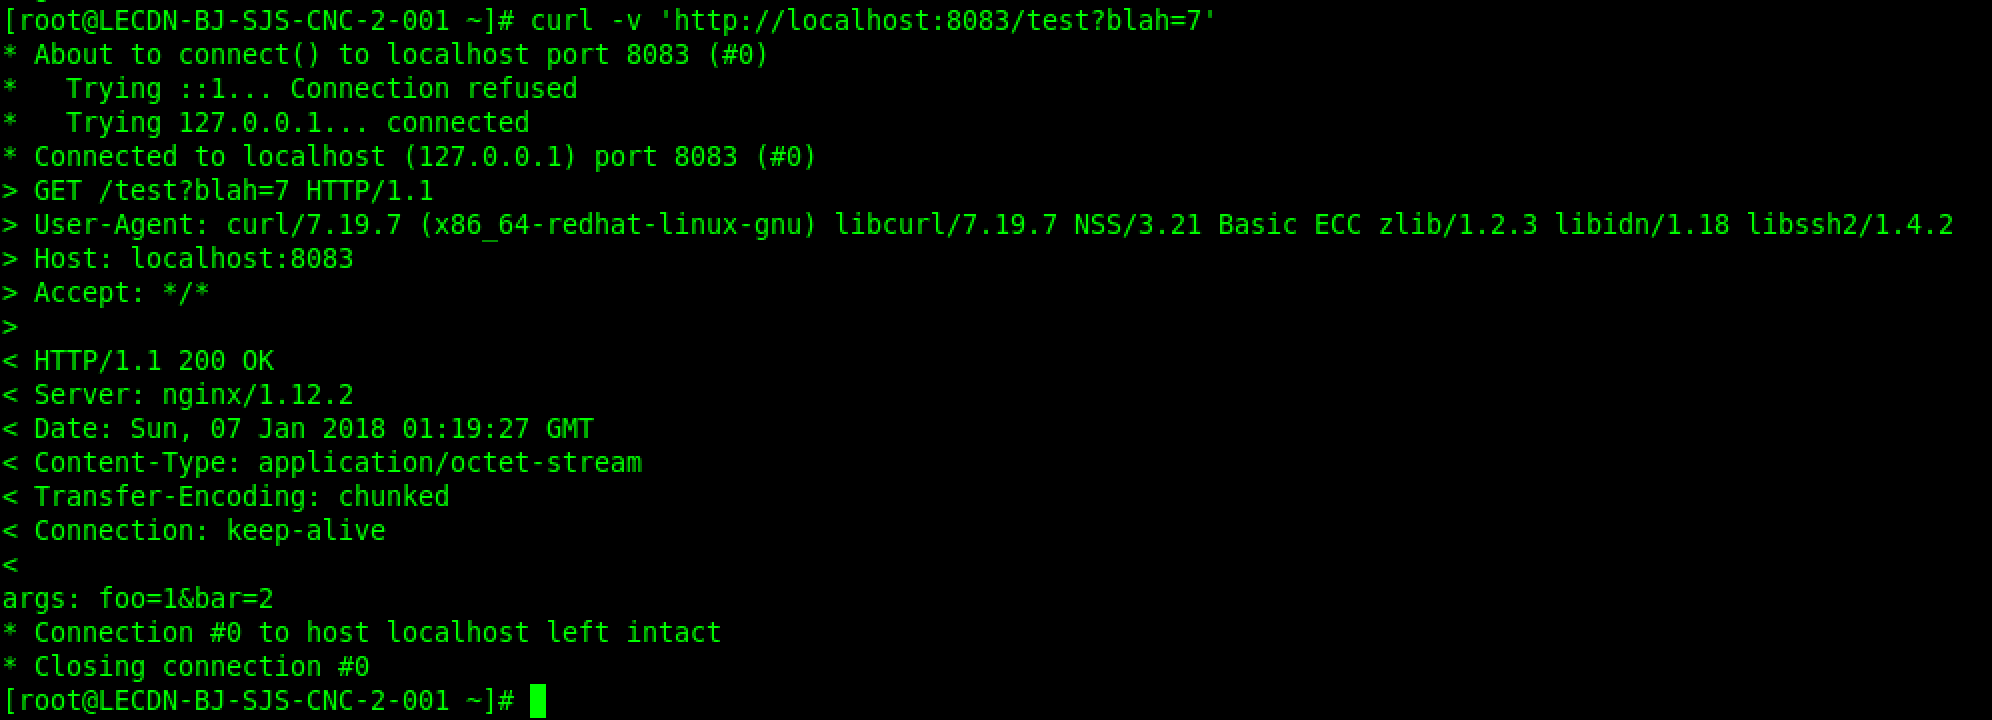 [root@LECDN-BJ-SJS-CNC-2-001 ~]# curl -v 'http://localhost:8083/test?blah=7'
* About to connect() to localhost port 8083 (#0)
*   Trying ::1... Connection refused
*   Trying 127.0.0.1... connected
* Connected to localhost (127.0.0.1) port 8083 (#0)
> GET /test?blah=7 HTTP/1.1
> User-Agent: curl/7.19.7 (x86_64-redhat-linux-gnu) libcurl/7.19.7 NSS/3.21 Basic ECC zlib/1.2.3 libidn/1.18 libssh2/1.4.2
> Host: localhost:8083
> Accept: */*
>
< HTTP/1.1 200 OK
< Server: nginx/1.12.2
< Date: Sun, 07 Jan 2018 01:19:27 GMT
< Content-Type: application/octet-stream
< Transfer-Encoding: chunked
< Connection: keep-alive
<
args: foo=1&bar=2
* Connection #0 to host localhost left intact
* Closing connection #0
[root@LECDN-BJ-SJS-CNC-2-001 ~]#